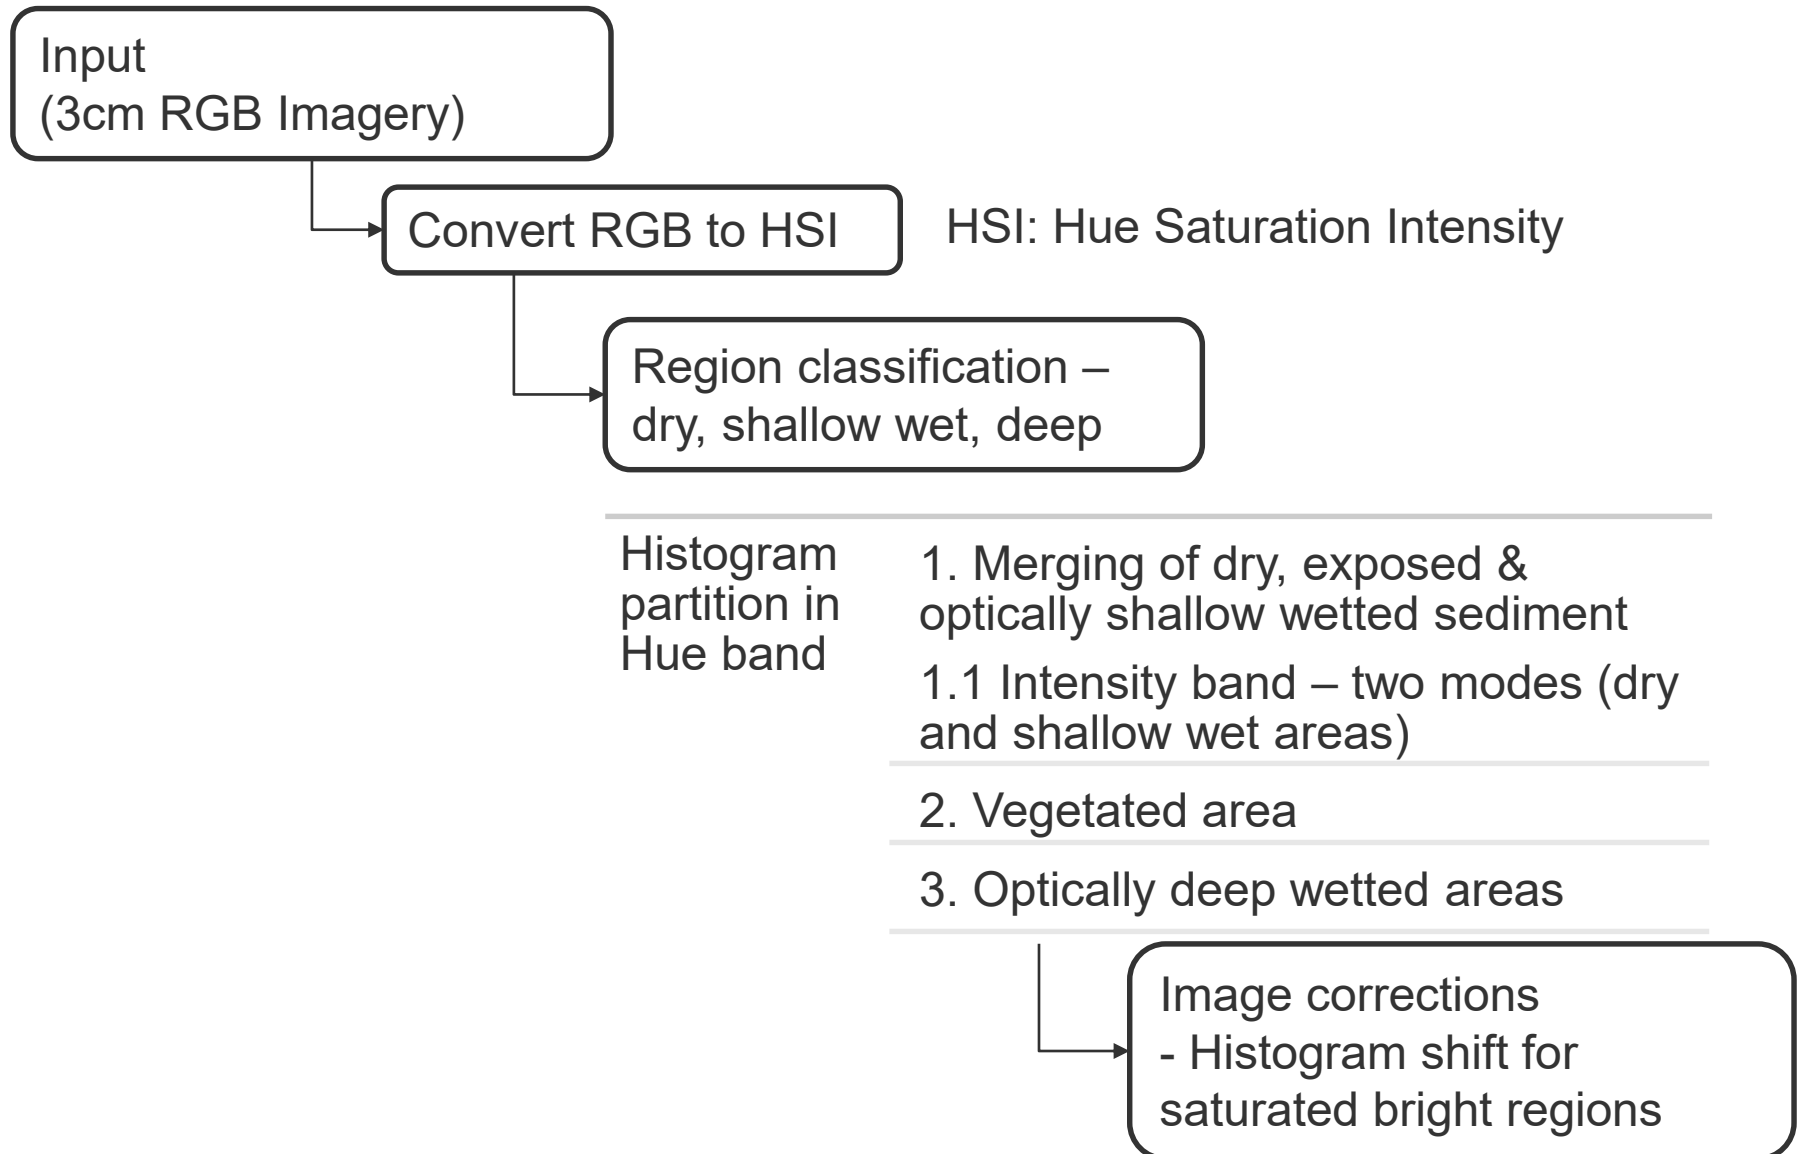 Input
(3cm RGB Imagery)
Convert RGB to HSI
HSI: Hue Saturation Intensity
Region classification –
dry, shallow wet, deep
Histogram
partition in
Hue band
1. Merging of dry, exposed &
optically shallow wetted sediment
1.1 Intensity band – two modes (dry
and shallow wet areas)
2. Vegetated area
3. Optically deep wetted areas
Image corrections
- Histogram shift for
saturated bright regions